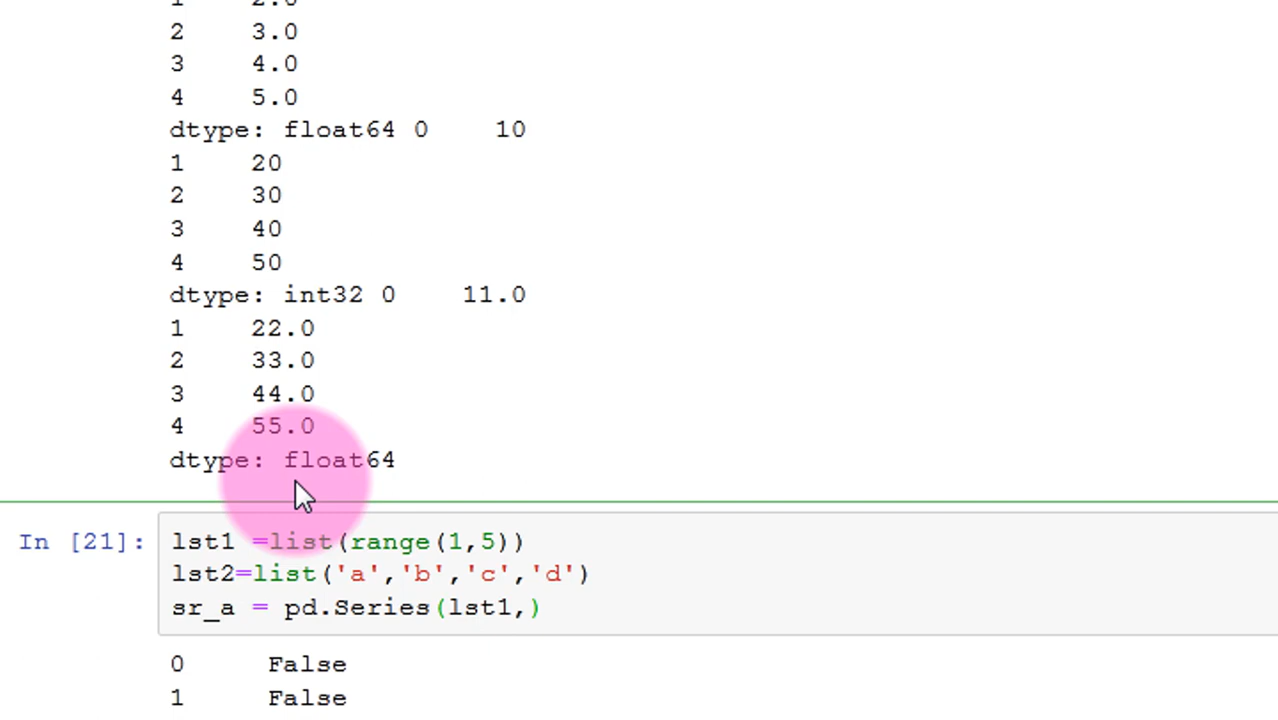 1    2.0
2    3.0
3    4.0
4    5.0
dtype: float64 0    10
1    20
2    30
3    40
4    50
dtype: int32 0    11.0
1    22.0
2    33.0
3    44.0
4    55.0
dtype: float64
In [21]: lst1 =list(range(1,5))
lst2=list('a','b','c','d')
sr_a = pd.Series(lst1,)
0    False
1    False